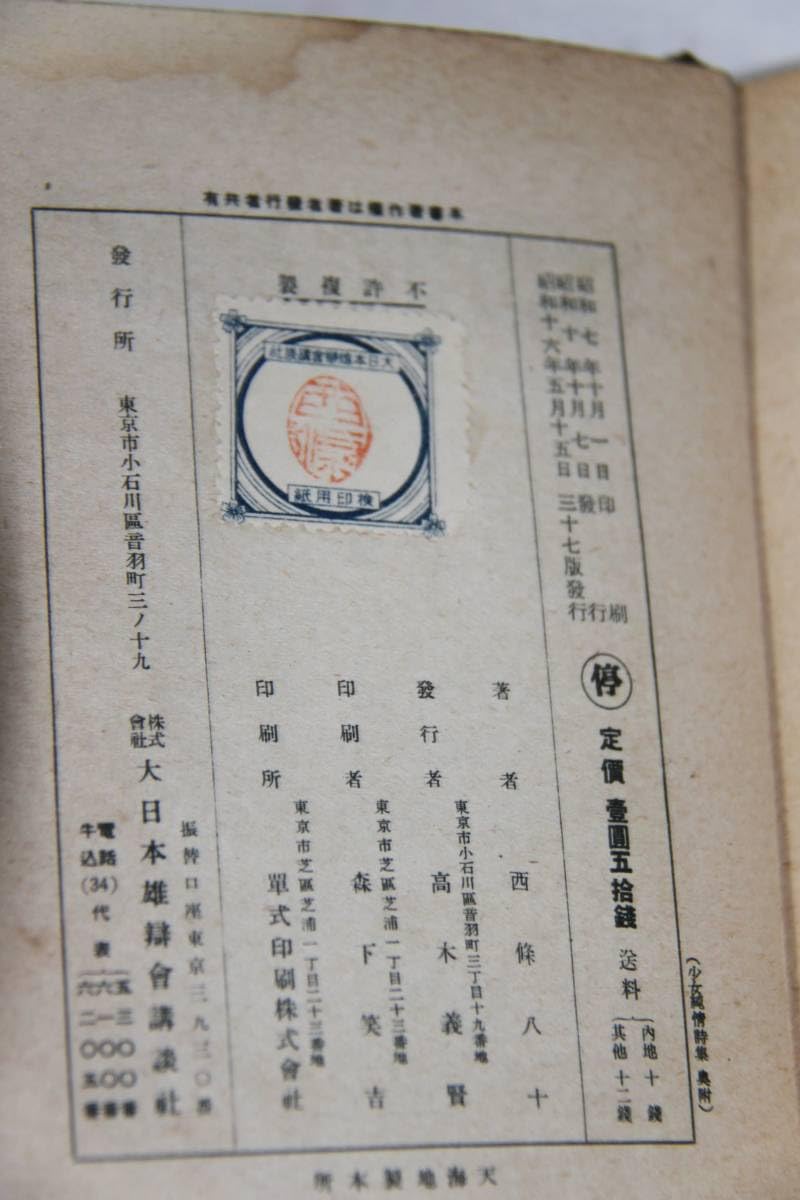 本書著作權は著者發行者共有
昭和七年十月一日印刷
昭和十年十月七日發行
昭和十六年五月十五日三十七版發行
停 定價壹圓五拾錢
送料
內地十錢
其他十二錢
不許複製
大日本雄辯會講談社
檢印用紙
著者 西條八十
東京市小石川區音羽町三丁目十九番地
發行者 高木義賢
東京市芝區芝浦一丁目二十三番地
印刷者 森下笑吉
東京市芝區芝浦一丁目二十三番地
印刷所 單式印刷株式會社
發行所 東京市小石川區音羽町三ノ十九
株式會社 大日本雄辯會講談社
振替口座東京三九三〇番
電話牛込(34)代表
(少女純情詩集 奧附)
天海地製本所